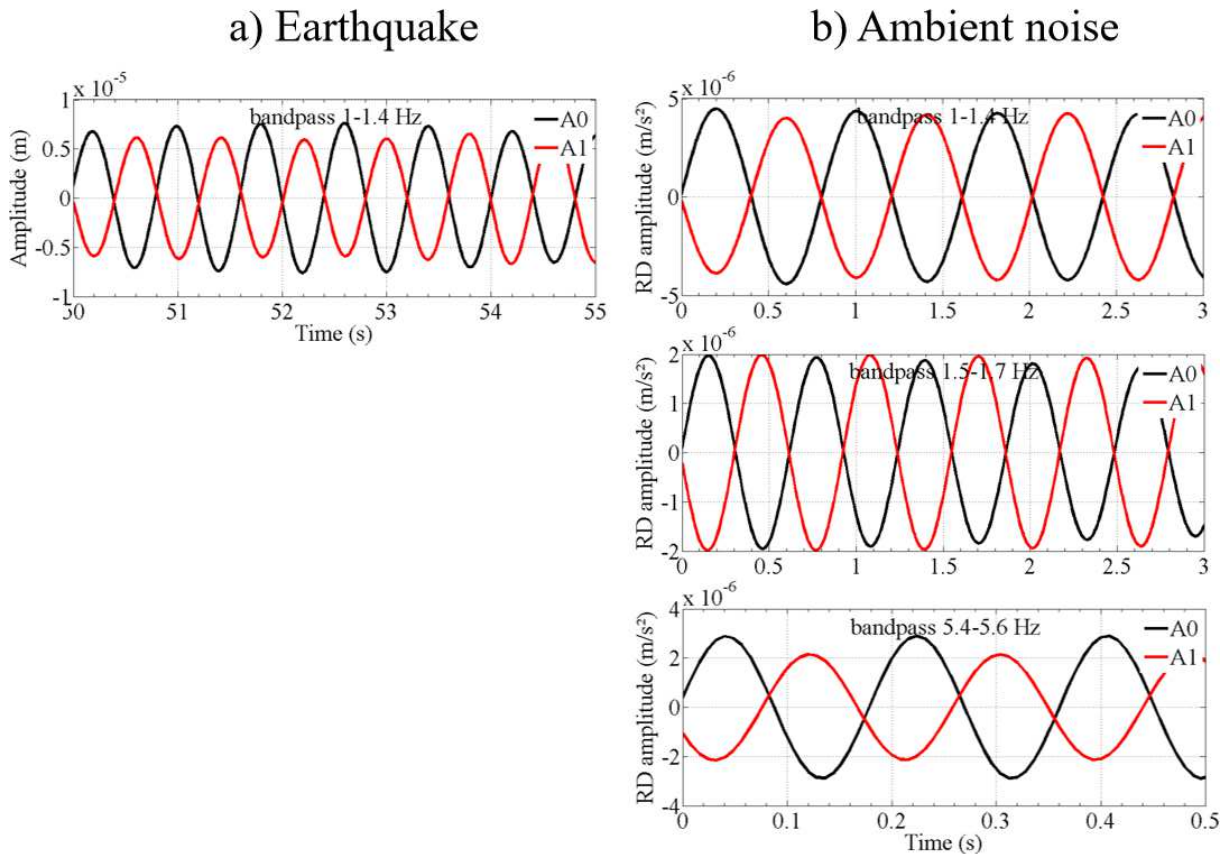 a) Earthquake
x 10⁻⁵
bandpass 1-1.4 Hz
A0
A1
Amplitude (m)
1
0.5
0
-0.5
-1
50 51 52 53 54 55
Time (s)
b) Ambient noise
x 10⁻⁶
bandpass 1-1.4 Hz
A0
A1
RD amplitude (m/s²)
5
0
-5
0 0.5 1 1.5 2 2.5 3
x 10⁻⁶
bandpass 1.5-1.7 Hz
A0
A1
RD amplitude (m/s²)
2
1
0
-1
-2
0 0.5 1 1.5 2 2.5 3
x 10⁻⁶
bandpass 5.4-5.6 Hz
A0
A1
RD amplitude (m/s²)
4
2
0
-2
-4
0 0.1 0.2 0.3 0.4 0.5
Time (s)